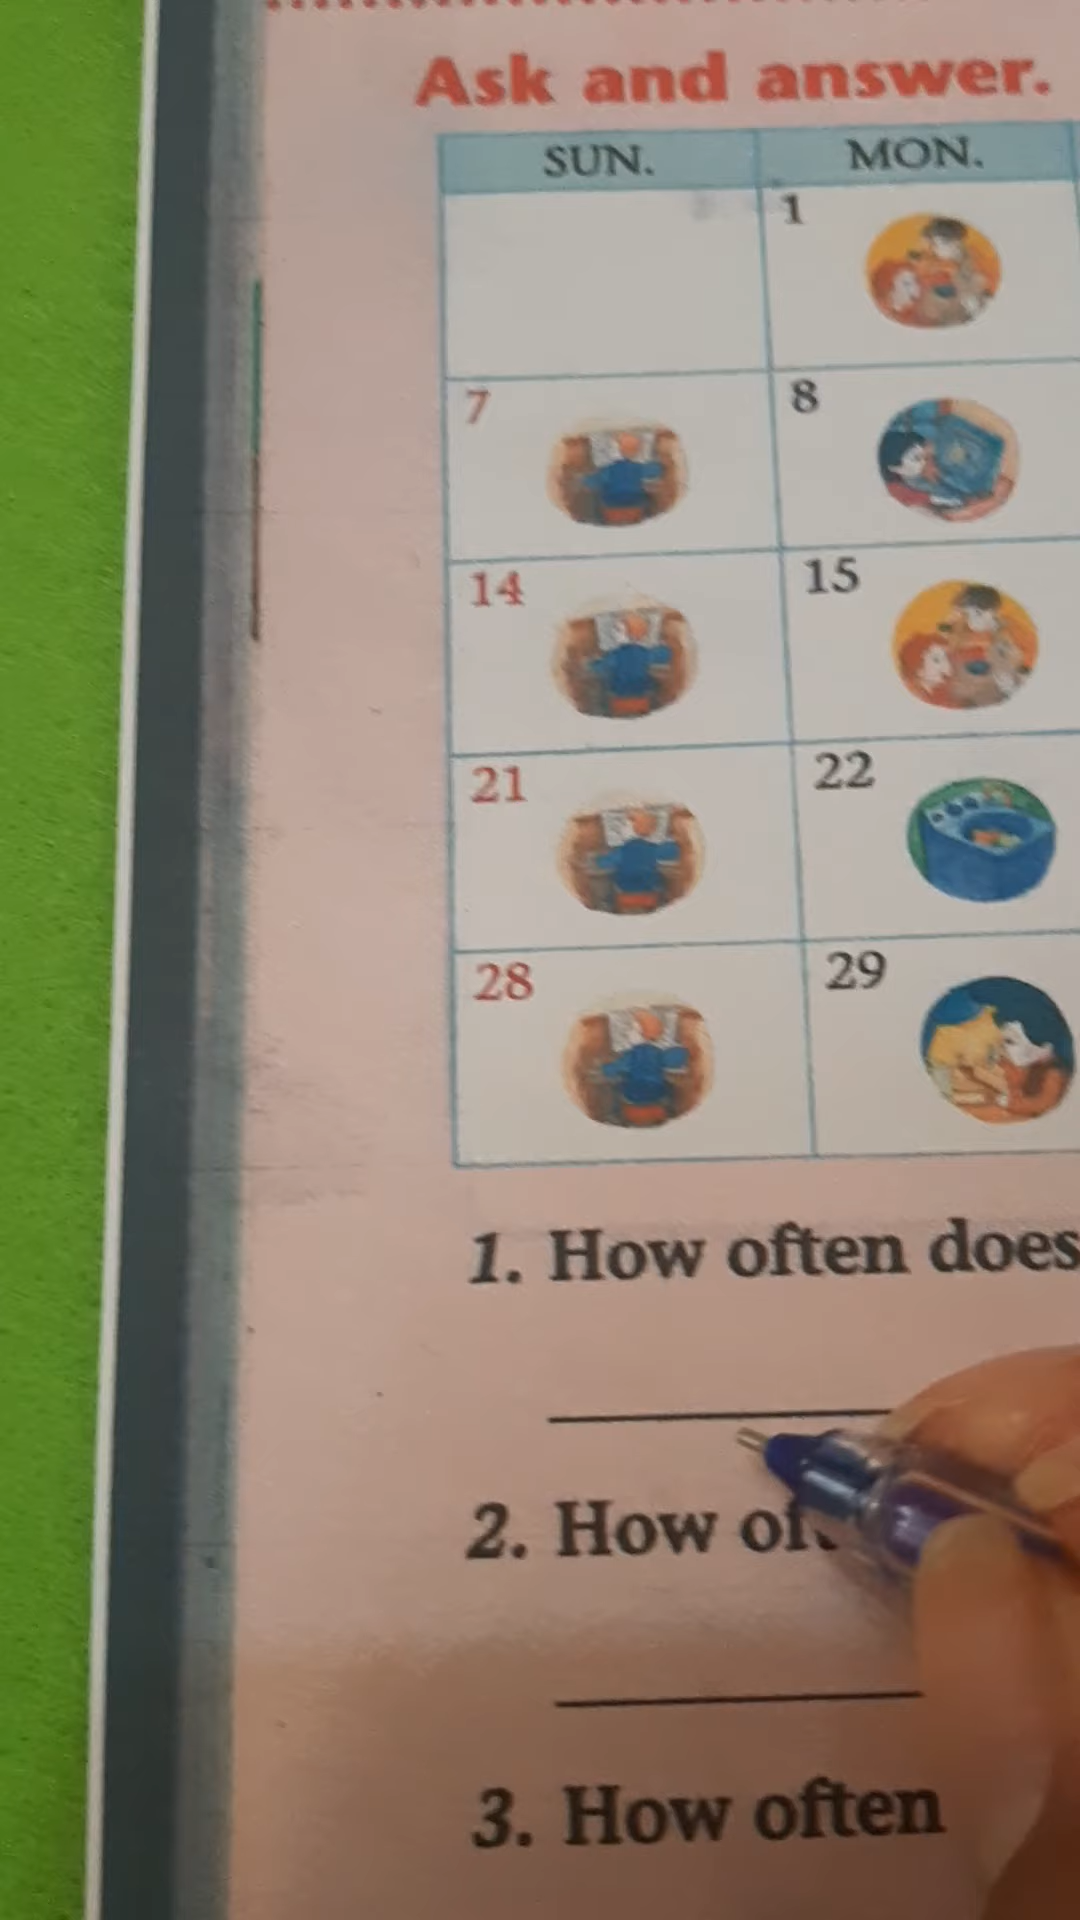 Ask and answer.
SUN. MON.
1
7 8
14 15
21 22
28 29
1. How often does
2. How
3. How often